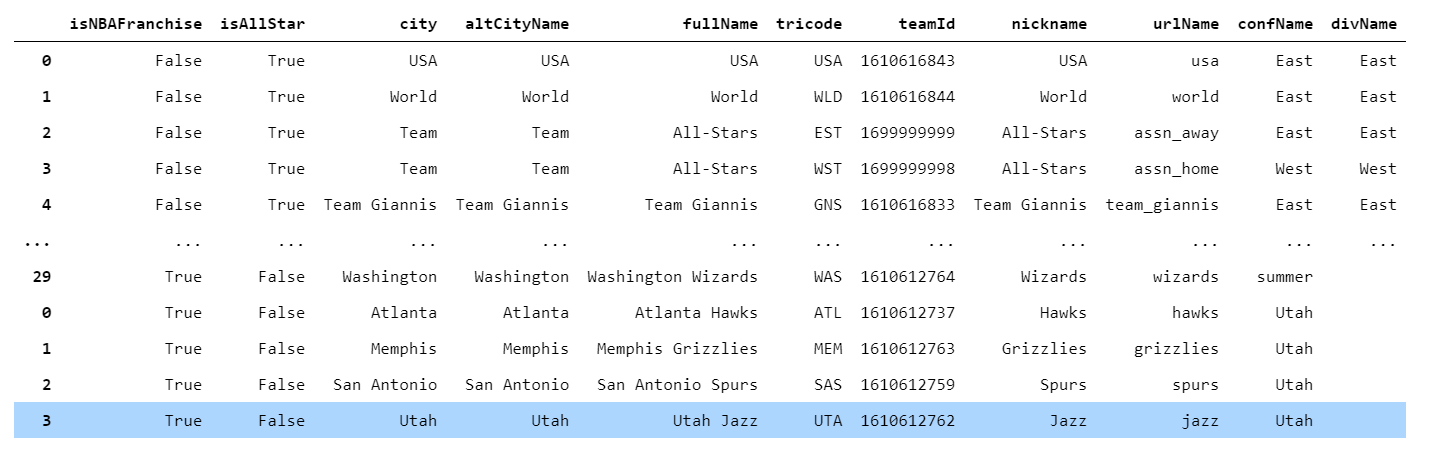 isNBAFranchise isAllStar city altCityName fullName tricode teamId nickname urlName confName divName
0 False True USA USA USA USA 1610616843 USA usa East East
1 False True World World World WLD 1610616844 World world East East
2 False True Team Team All-Stars EST 1699999999 All-Stars assn_away East East
3 False True Team Team All-Stars WST 1699999998 All-Stars assn_home West West
4 False True Team Giannis Team Giannis Team Giannis GNS 1610616833 Team Giannis team_giannis East East
... ... ... ... ... ... ... ... ... ... ... ...
29 True False Washington Washington Washington Wizards WAS 1610612764 Wizards wizards summer
0 True False Atlanta Atlanta Atlanta Hawks ATL 1610612737 Hawks hawks Utah
1 True False Memphis Memphis Memphis Grizzlies MEM 1610612763 Grizzlies grizzlies Utah
2 True False San Antonio San Antonio San Antonio Spurs SAS 1610612759 Spurs spurs Utah
3 True False Utah Utah Utah Jazz UTA 1610612762 Jazz jazz Utah